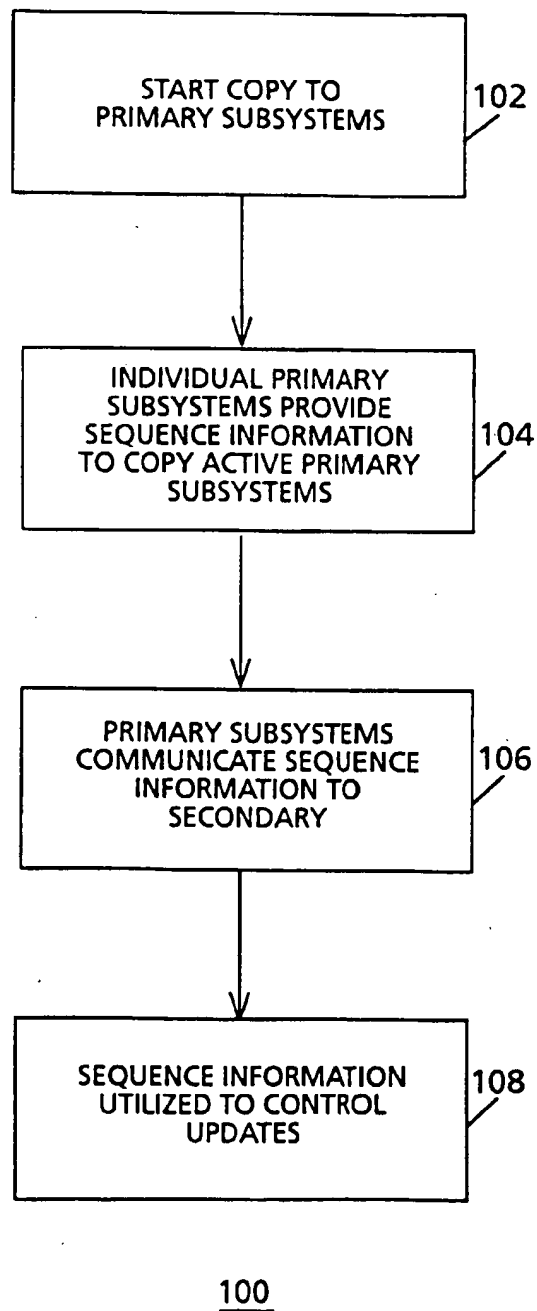 START COPY TO
PRIMARY SUBSYSTEMS
102
INDIVIDUAL PRIMARY
SUBSYSTEMS PROVIDE
SEQUENCE INFORMATION
TO COPY ACTIVE PRIMARY
SUBSYSTEMS
104
PRIMARY SUBSYSTEMS
COMMUNICATE SEQUENCE
INFORMATION TO
SECONDARY
106
SEQUENCE INFORMATION
UTILIZED TO CONTROL
UPDATES
108
100